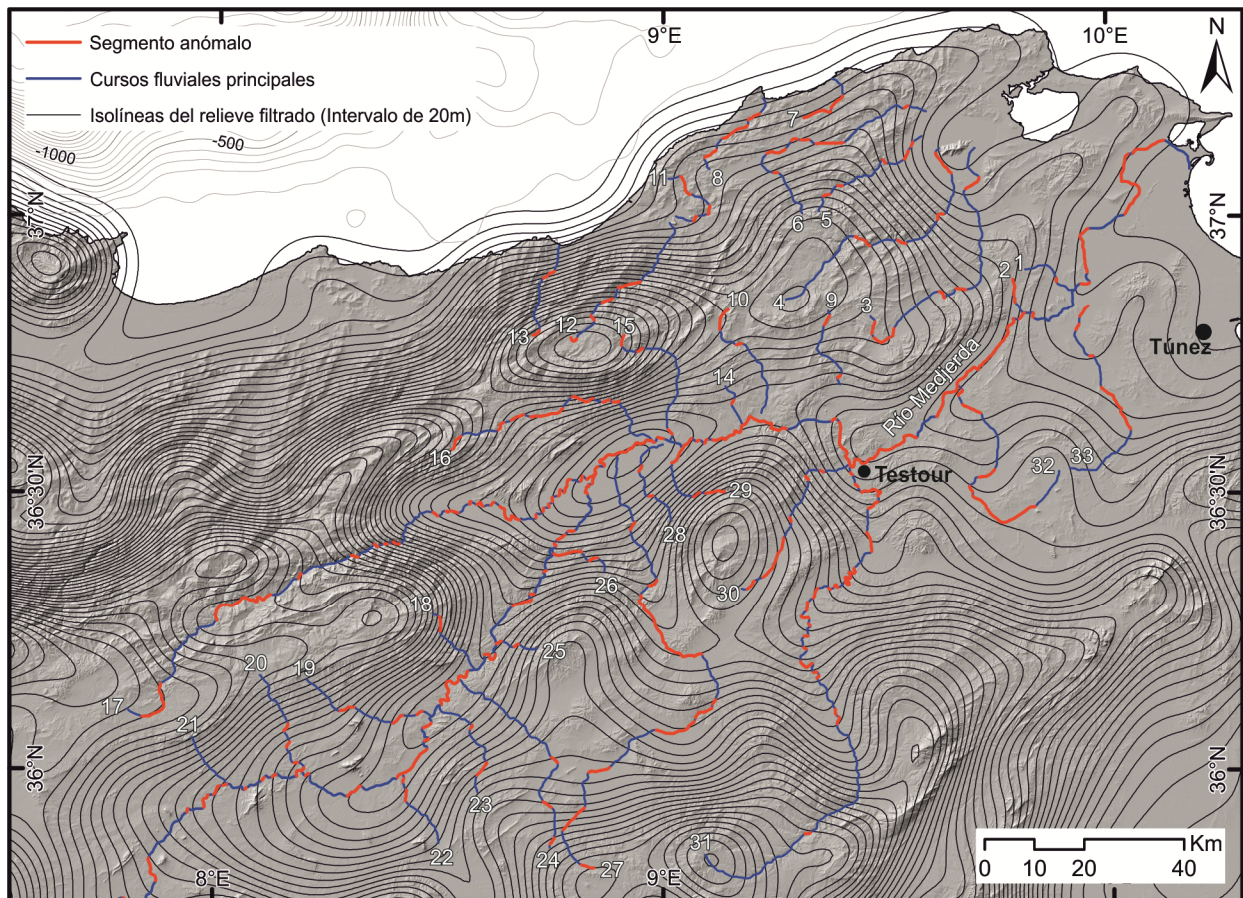 9°E
10°E
N
Segmento anómalo
Cursos fluviales principales
Isolíneas del relieve filtrado (Intervalo de 20m)
-1000
-500
7
11
8
37°N
6
5
37°N
2
1
10
4
9
3
13
12
15
Túnez
14
Río Medjerda
16
Testour
32
33
36°30'N
29
36°30'N
28
26
30
18
25
20
19
17
21
36°N
36°N
23
31
Km
22
24
27
0
10
20
40
8°E
9°E